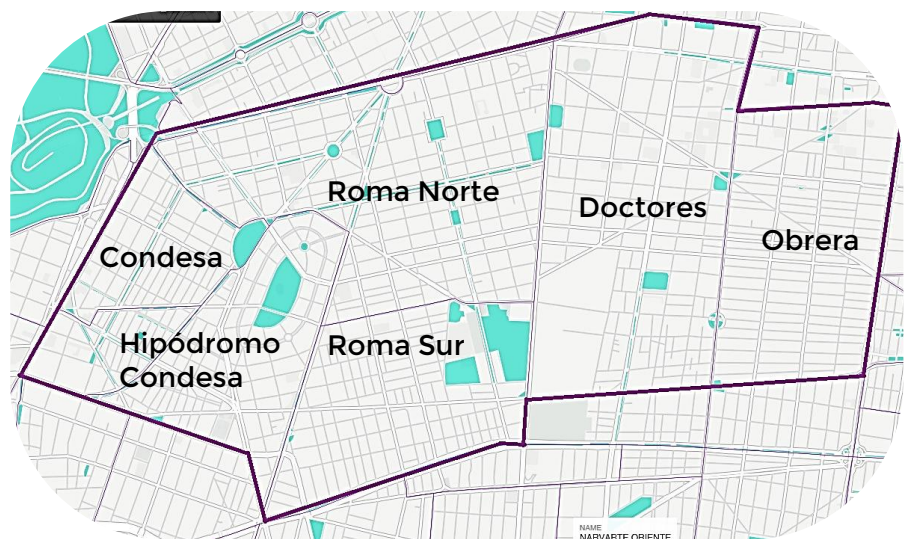 Roma Norte
Doctores
Obrera
Condesa
Hipódromo
Condesa
Roma Sur
NAME
NARVARTE ORIENTE